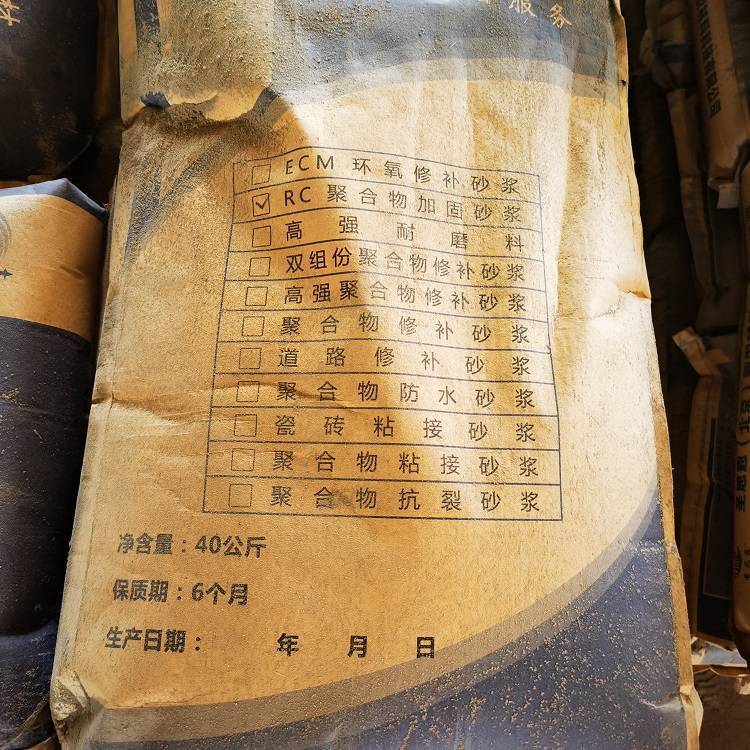 服务
ECM环氧修补砂浆
RC聚合物加固砂浆
高强耐磨料
双组份聚合物修补砂浆
高强聚合物修补砂浆
聚合物修补砂浆
道路修补砂浆
聚合物防水砂浆
瓷砖粘接砂浆
聚合物粘接砂浆
聚合物抗裂砂浆
净含量：40公斤
保质期：6个月
生产日期： 年 月 日